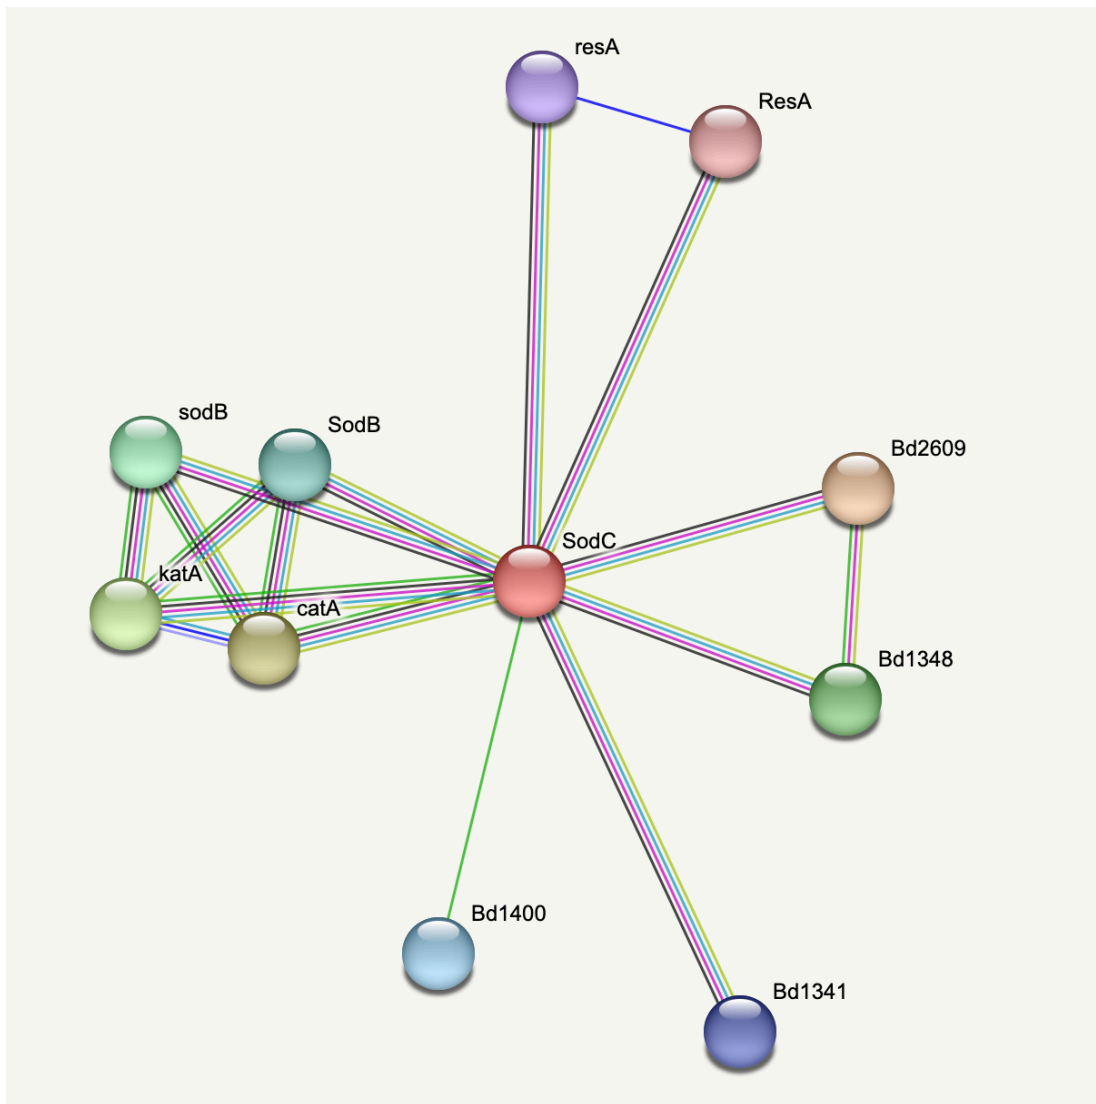 resA
ResA
sodB
SodB
Bd2609
SodC
katA
catA
Bd1348
Bd1400
Bd1341